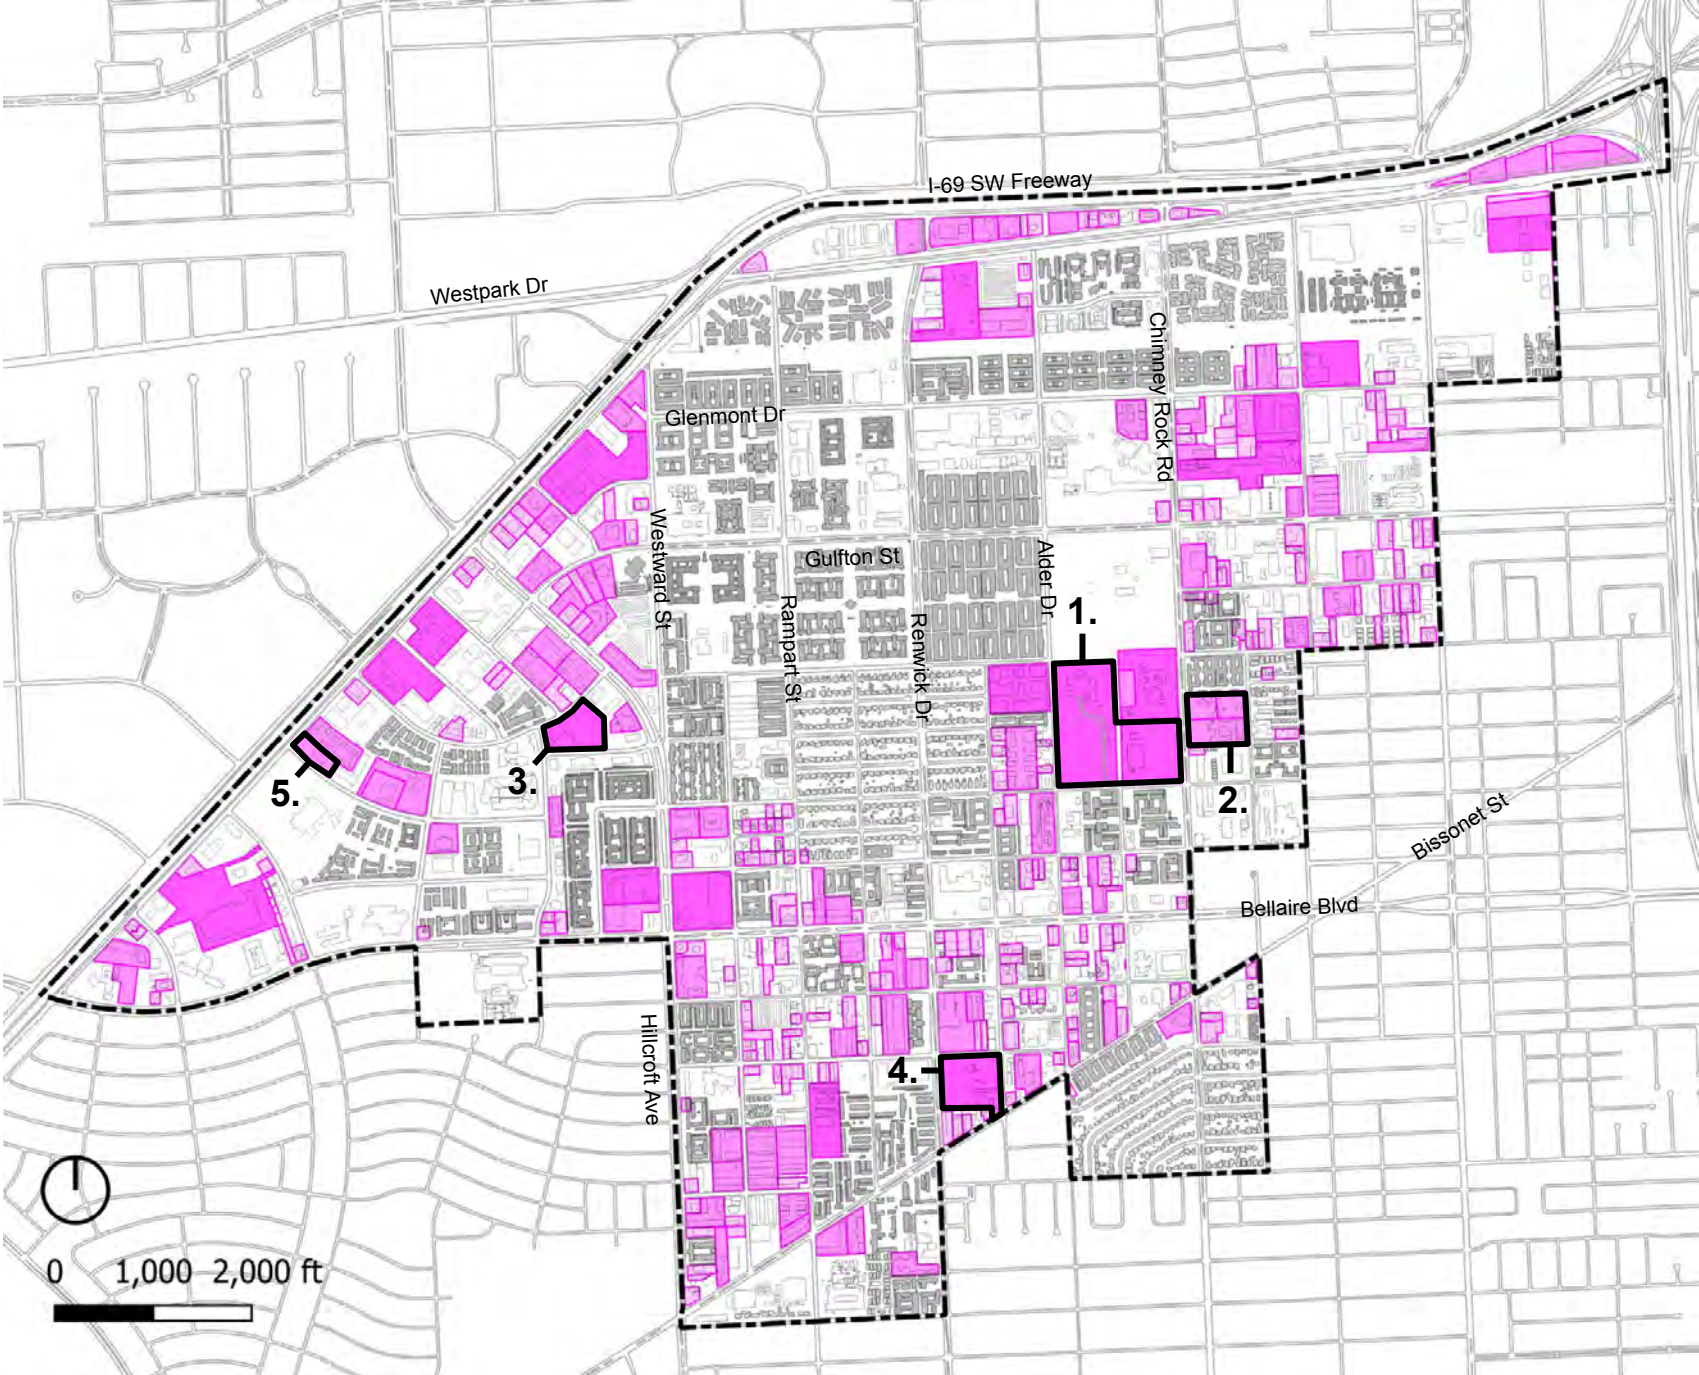 I-69 SW Freeway
Westpark Dr
Chimney Rock Rd
Glenmont Dr
Westward St
Gulfton St
Alder Dr
Rampart St
1.
Renwick Dr
3.
5.
2.
Bissonet St
Bellaire Blvd
Hillcroft Ave
4.
0 1,000 2,000 ft